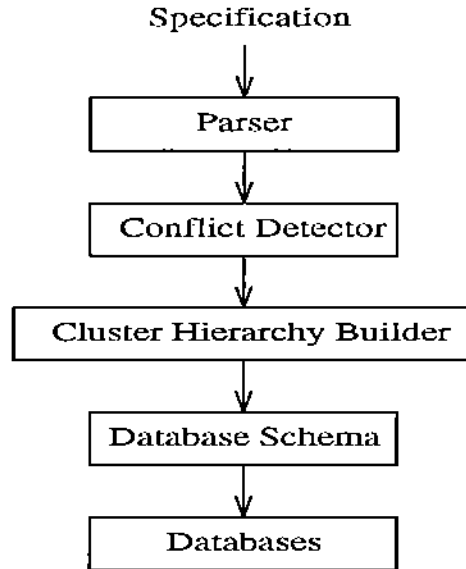 Specification
Parser
Conflict Detector
Cluster Hierarchy Builder
Database Schema
Databases